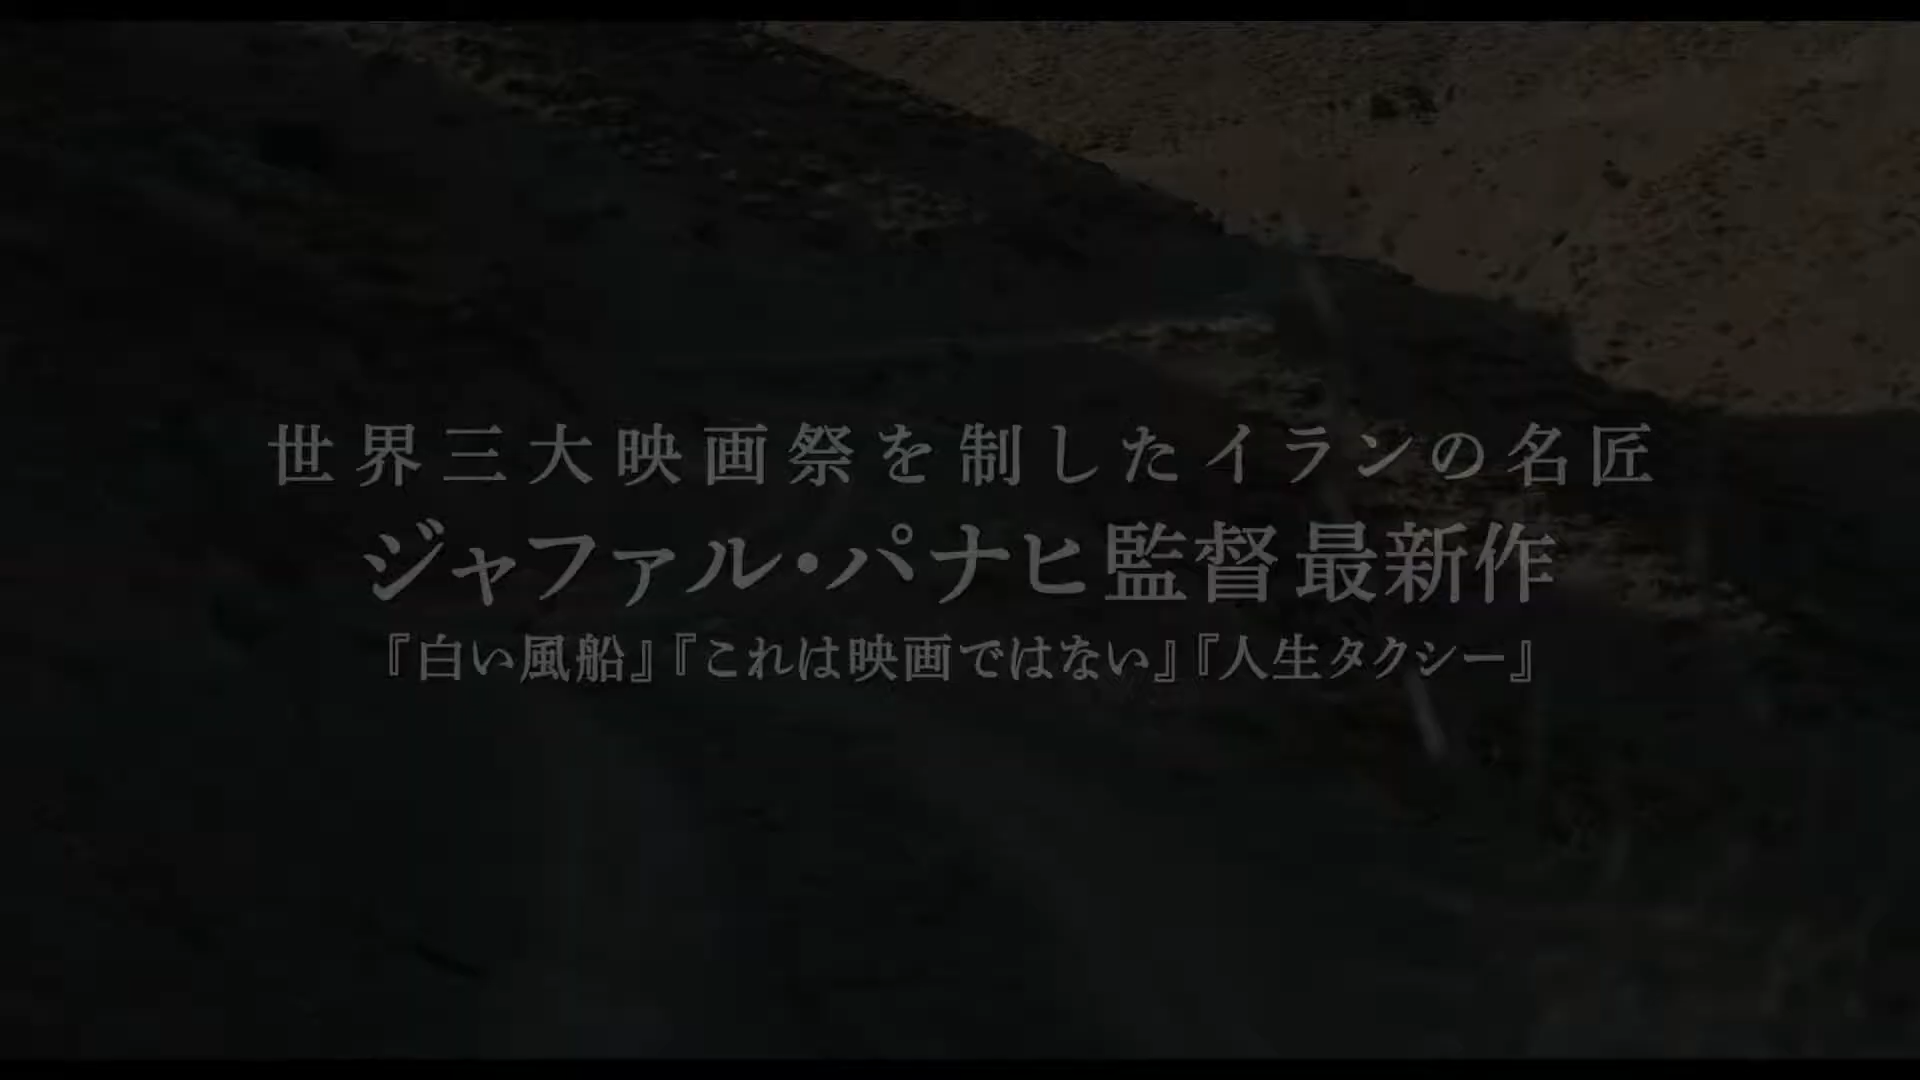 世界三大映画祭を制したイランの名匠
ジャファル・パナヒ監督最新作
『白い風船』『これは映画ではない』『人生タクシー』